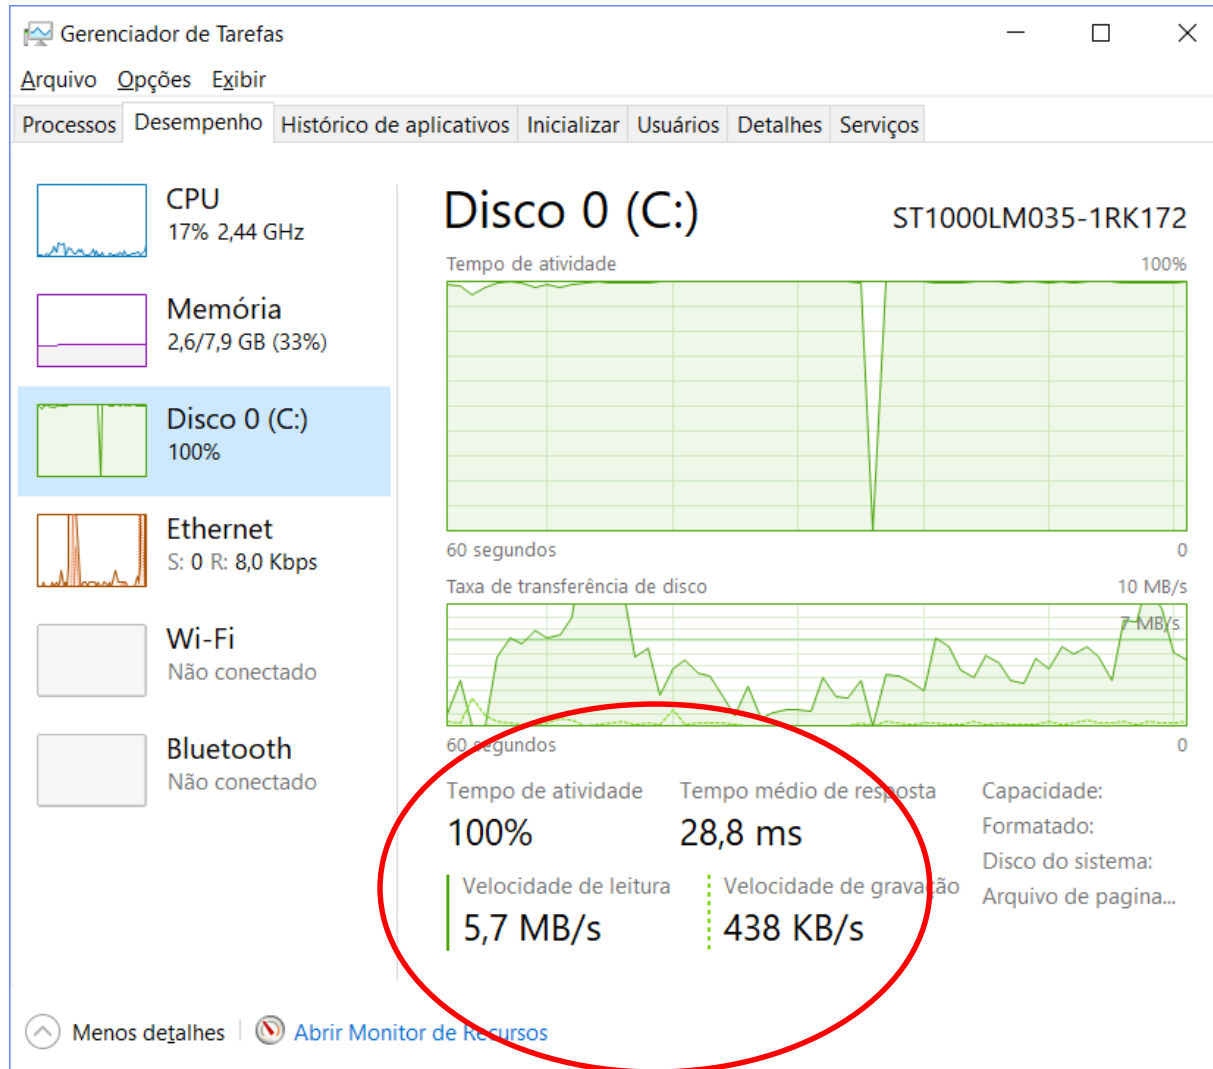 Gerenciador de Tarefas
Arquivo Opções Exibir
Processos Desempenho Histórico de aplicativos Inicializar Usuários Detalhes Serviços
CPU
17% 2,44 GHz
Memória
2,6/7,9 GB (33%)
Disco 0 (C:)
100%
Ethernet
S: 0 R: 8,0 Kbps
Wi-Fi
Não conectado
Bluetooth
Não conectado
Disco 0 (C:) ST1000LM035-1RK172
Tempo de atividade 100%
60 segundos 0
Taxa de transferência de disco 10 MB/s
7 MB/s
60 segundos 0
Tempo de atividade Tempo médio de resposta
100% 28,8 ms
Velocidade de leitura Velocidade de gravação
5,7 MB/s 438 KB/s
Capacidade:
Formatado:
Disco do sistema:
Arquivo de pagina...
Menos detalhes Abrir Monitor de Recursos